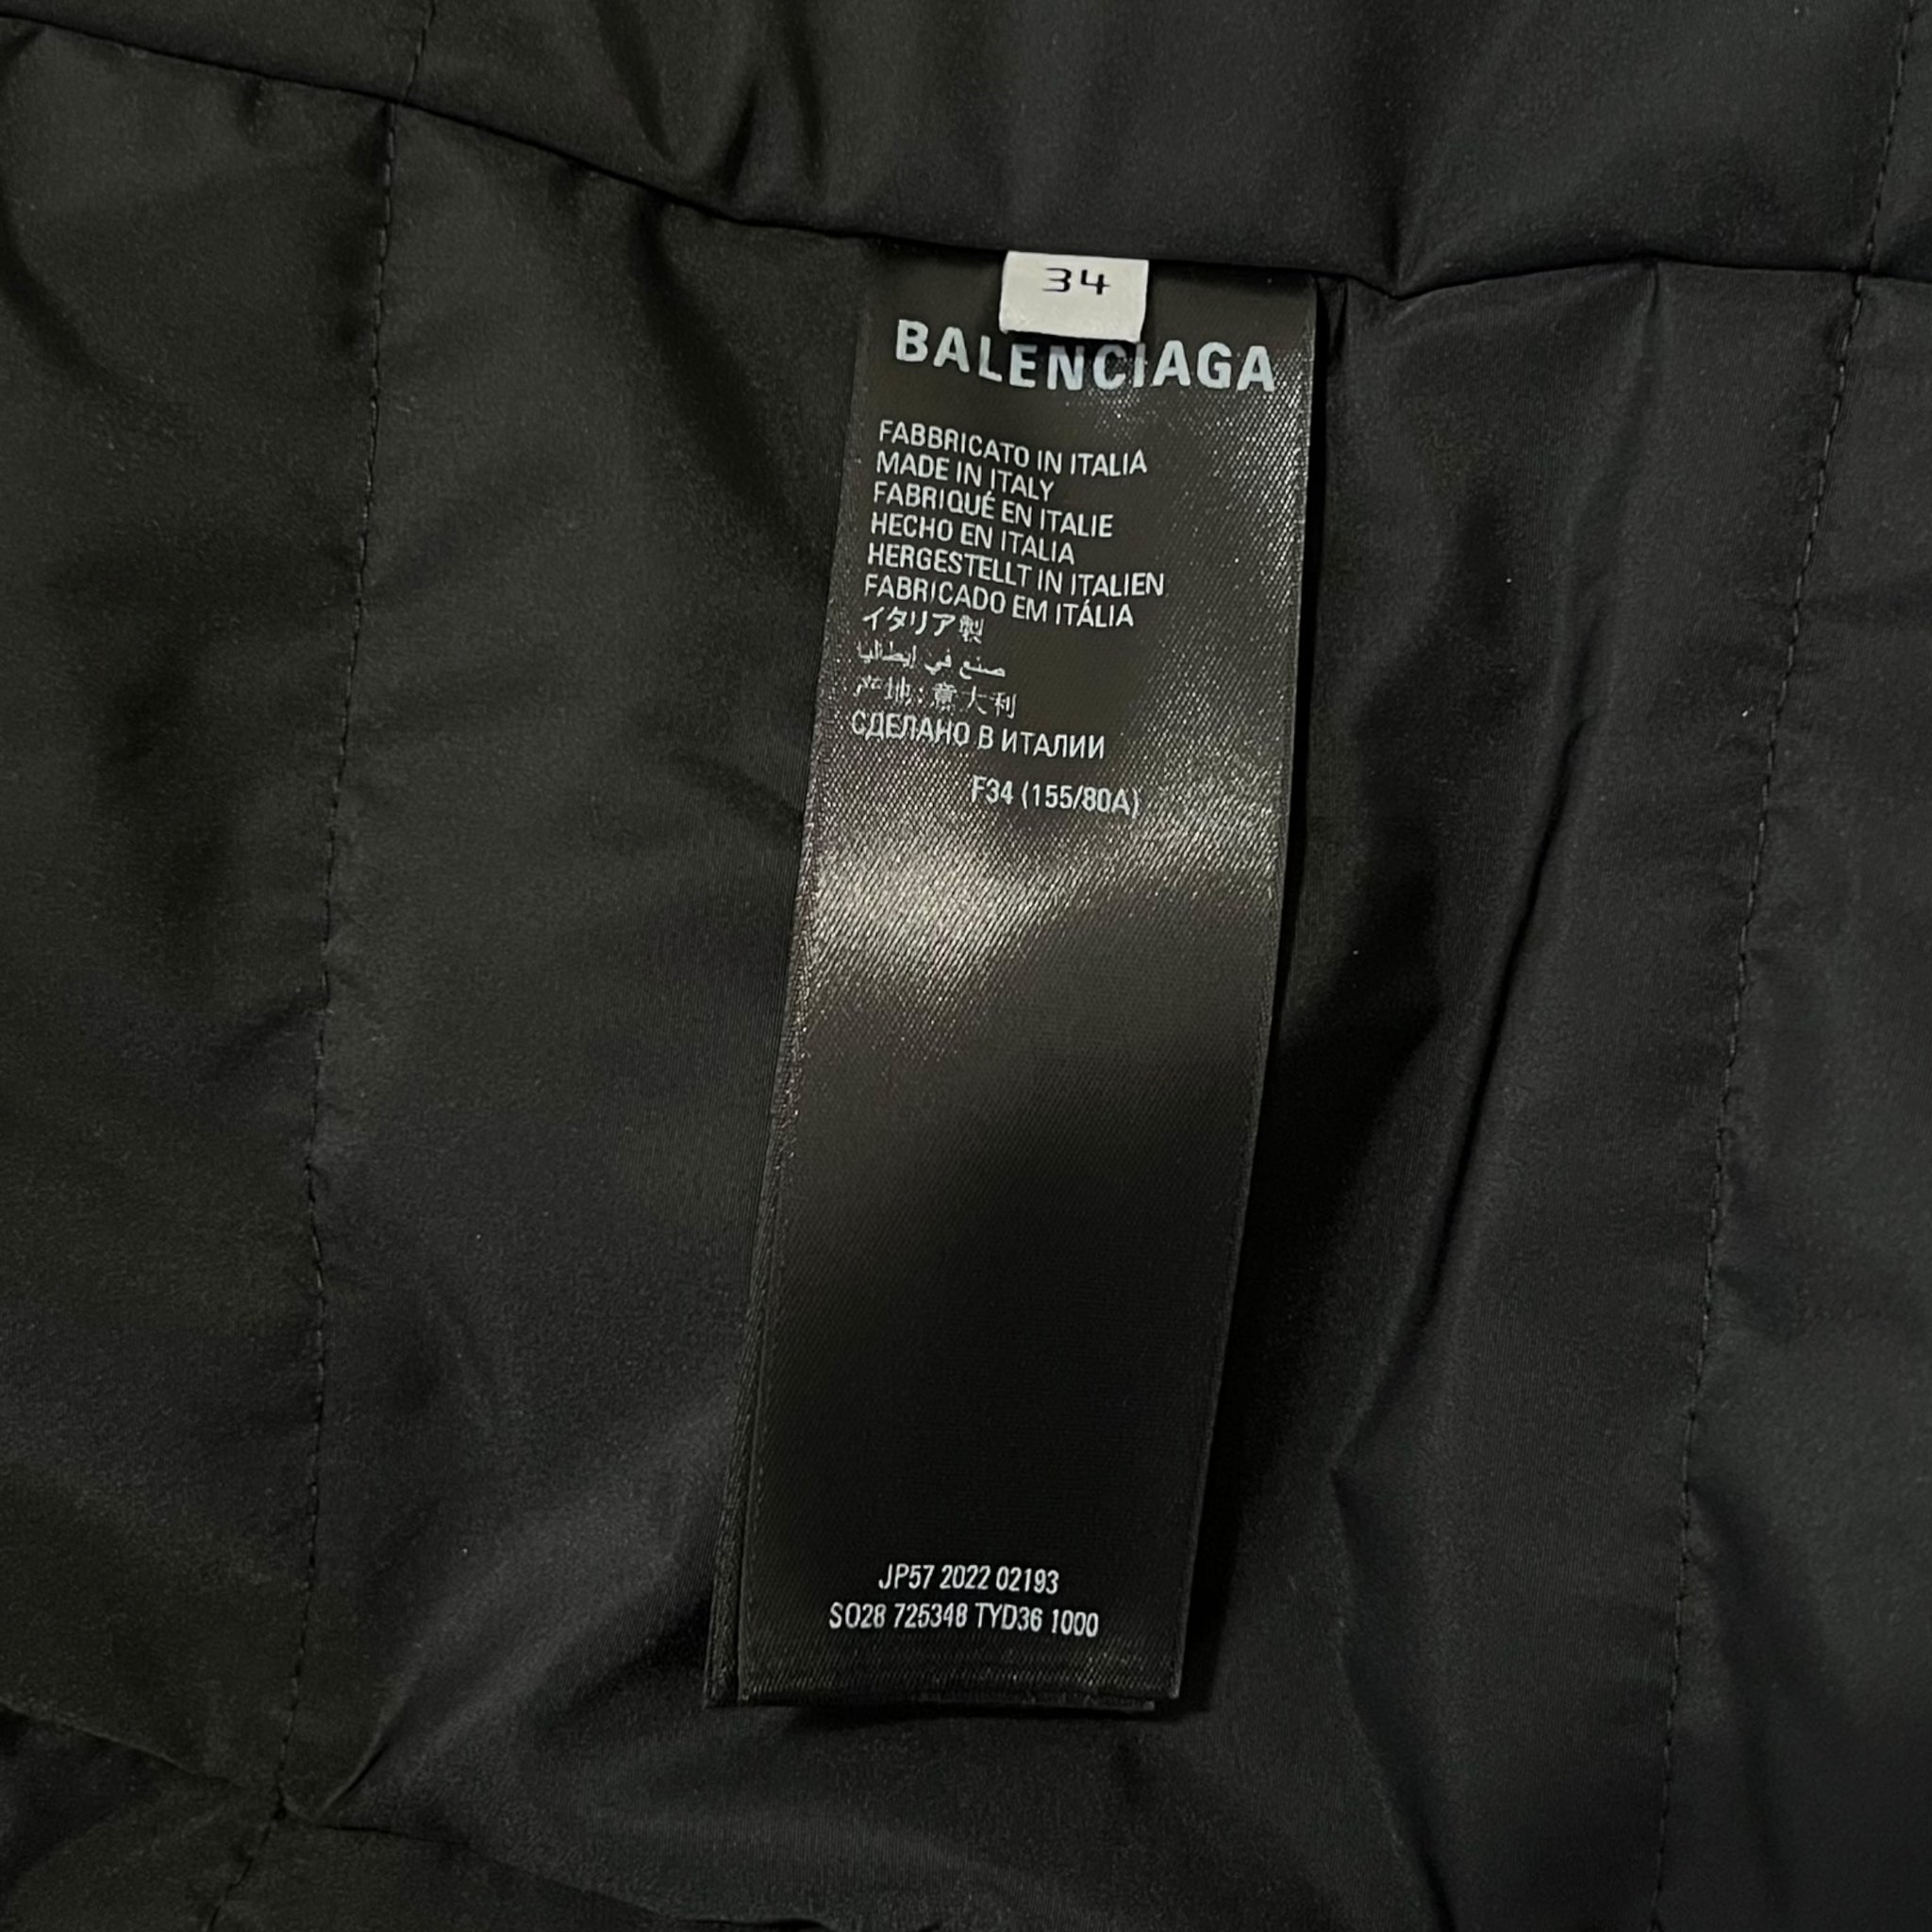 34
BALENCIAGA
FABBRICATO IN ITALIA
MADE IN ITALY
FABRIQUÉ EN ITALIE
HECHO EN ITALIA
HERGESTELLT IN ITALIEN
FABRICADO EM ITÁLIA
イタリア製
صنع في إيطاليا
产地:意大利
СДЕЛАНО В ИТАЛИИ
F34 (155/80A)
JP57 2022 02193
SO28 725348 TYD36 1000